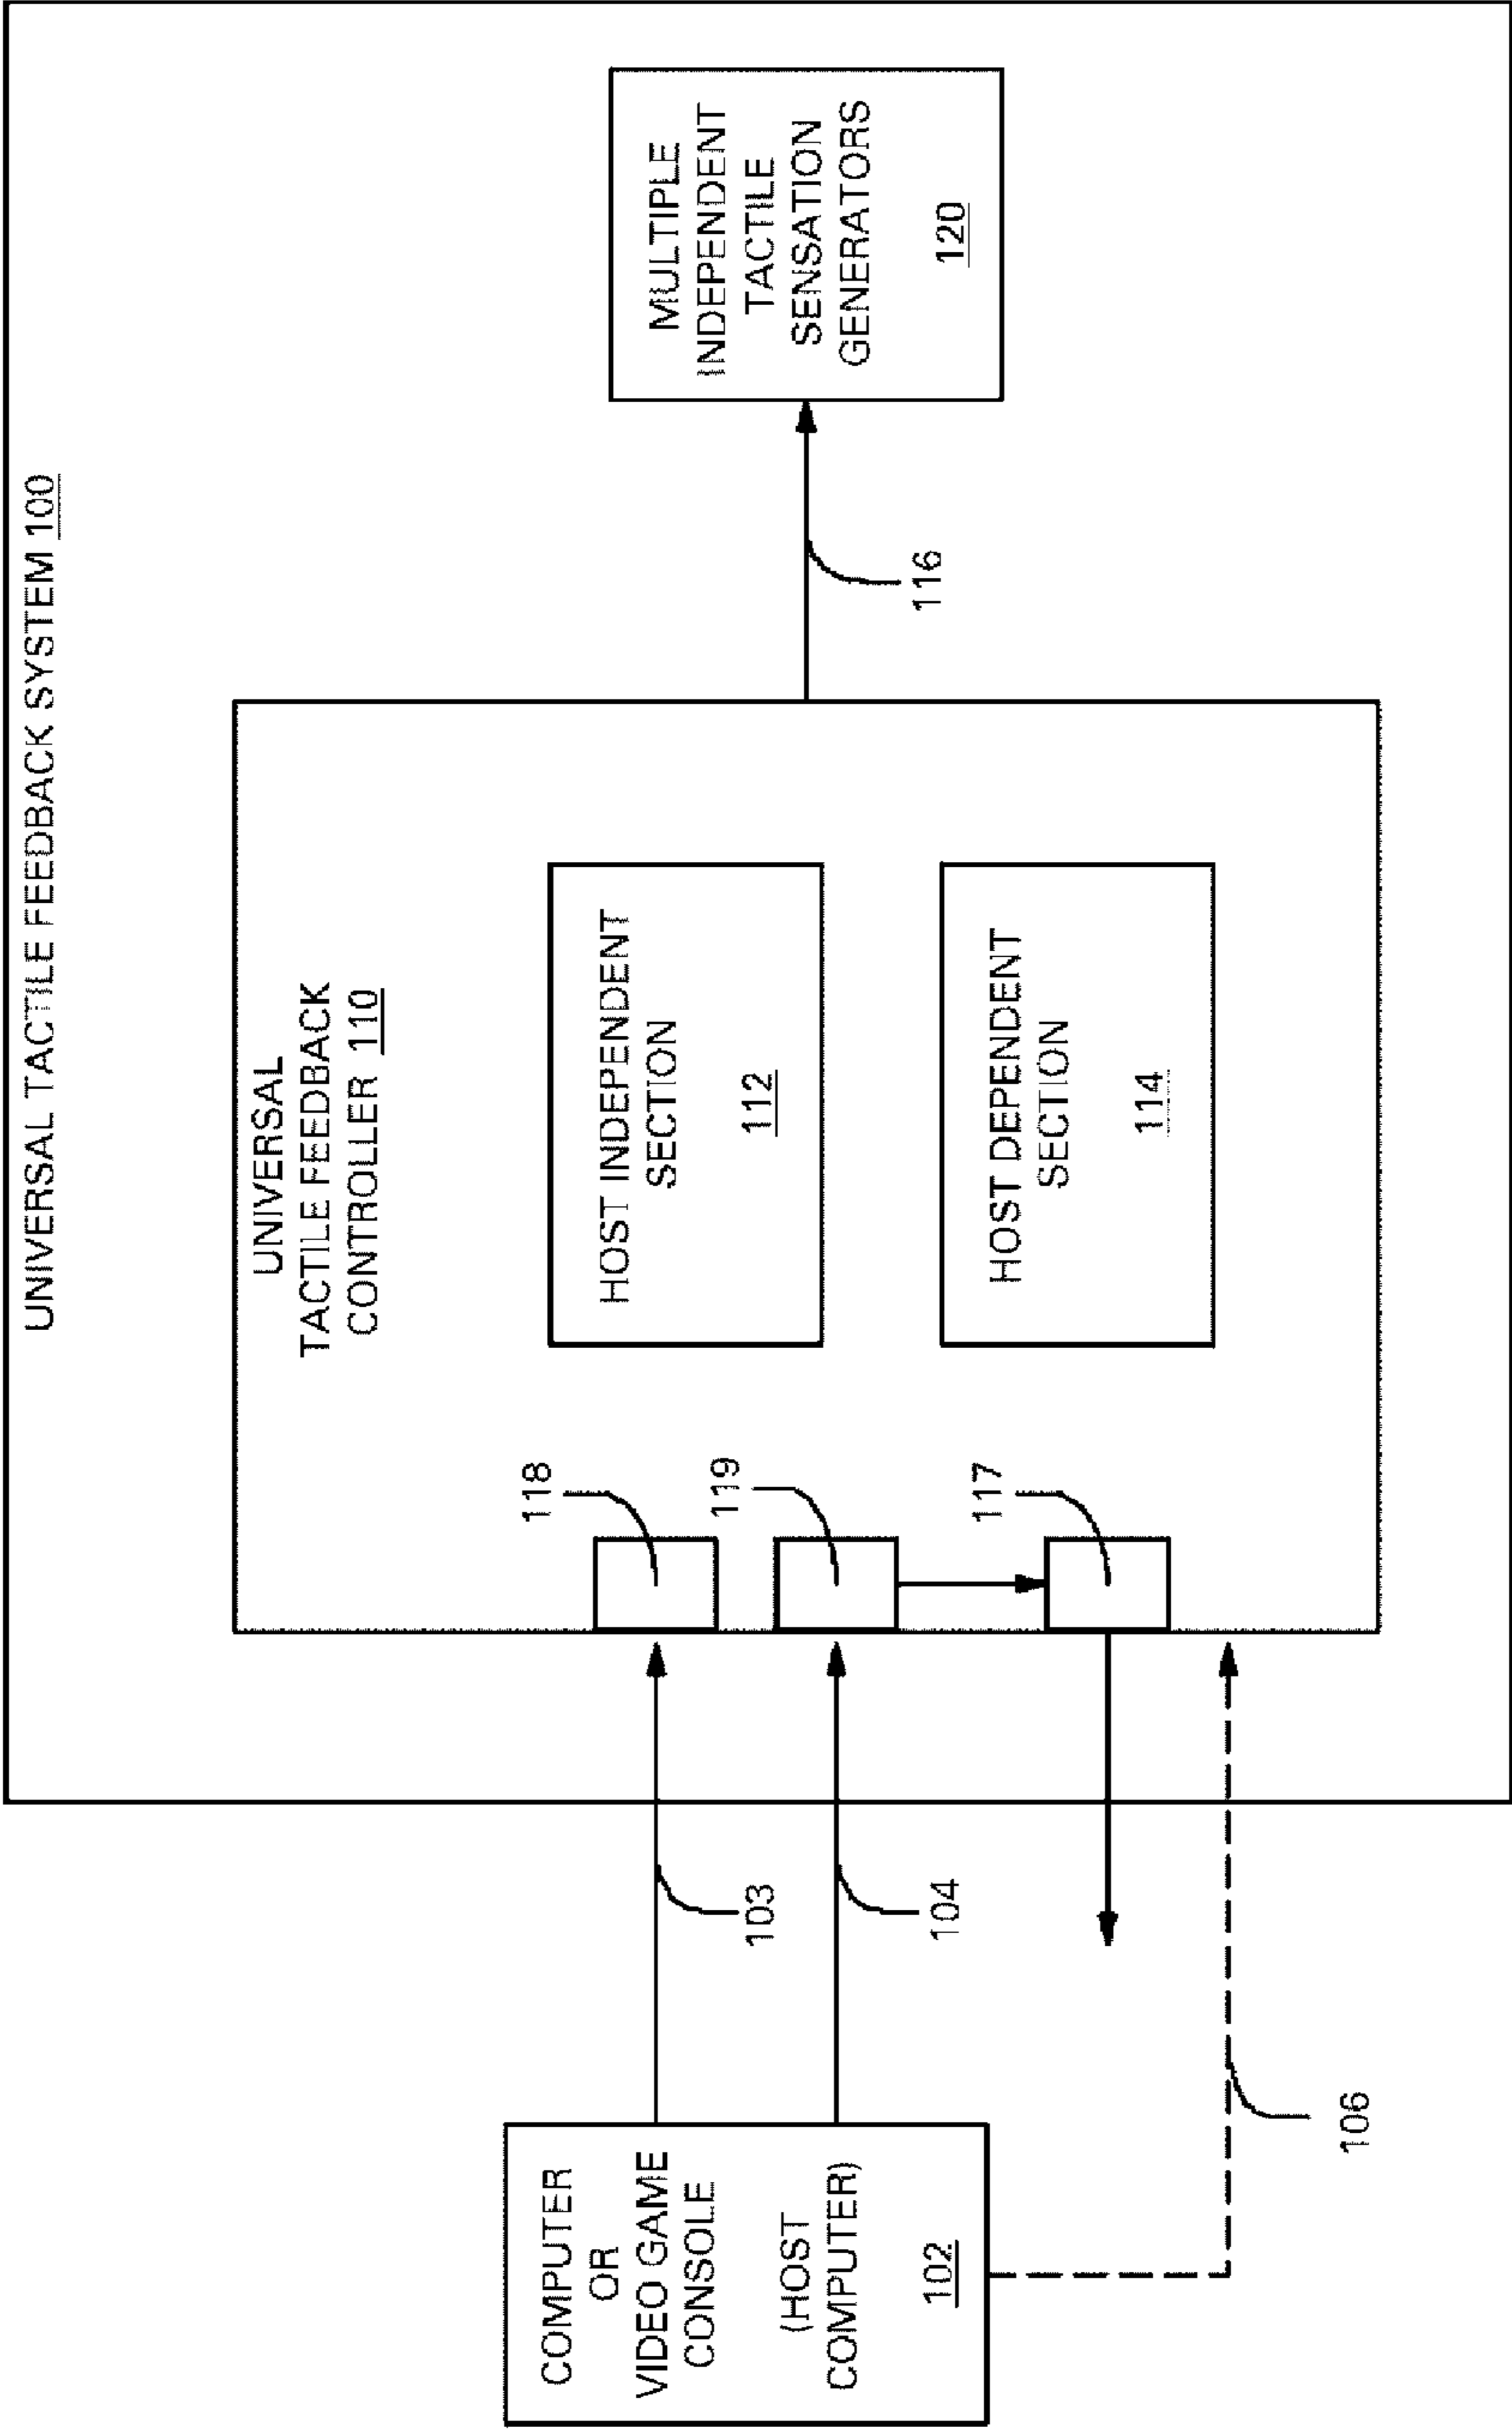 UNIVERSAL TACTILE FEEDBACK SYSTEM 100
UNIVERSAL
TACTILE FEEDBACK
CONTROLLER 110
COMPUTER
OR
VIDEO GAME
CONSOLE
(HOST
COMPUTER)
102
103
104
106
118
119
117
HOST INDEPENDENT
SECTION
112
HOST DEPENDENT
SECTION
114
116
MULTIPLE
INDEPENDENT
TACTILE
SENSATION
GENERATORS
120